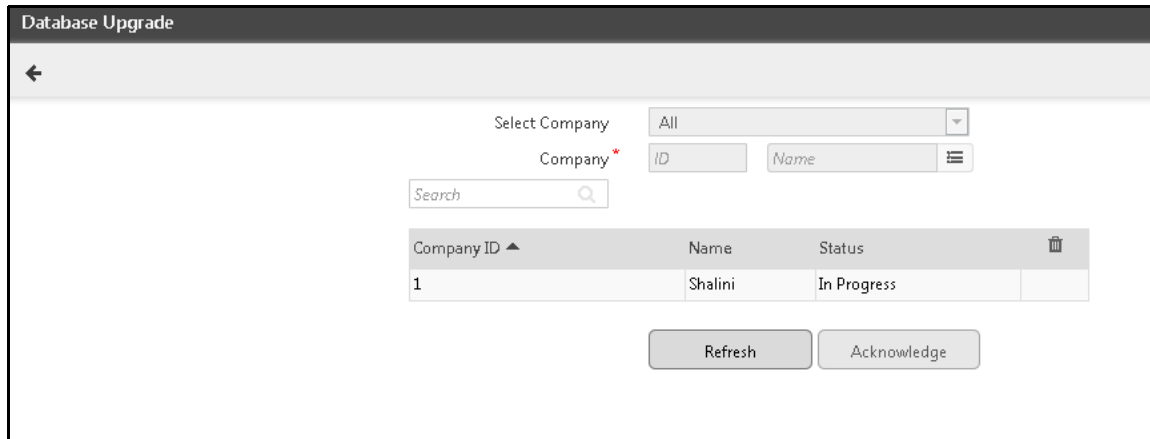 Database Upgrade
Select Company All
Company* ID Name
Search
Company ID Name Status
1 Shalini In Progress
Refresh Acknowledge